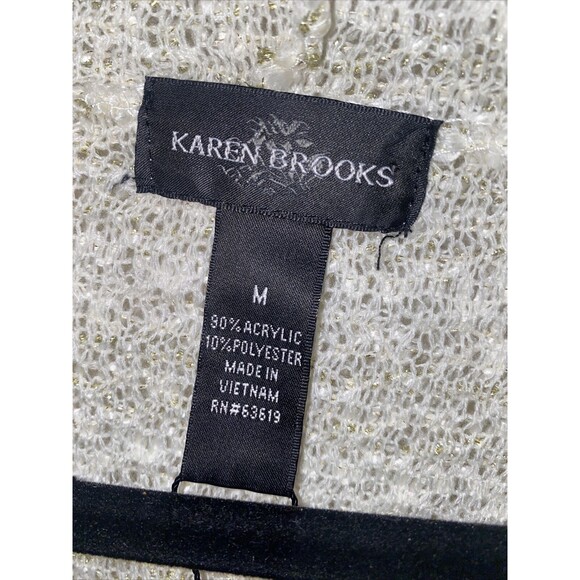 KAREN BROOKS
M
90%ACRYLIC
10%POLYESTER
MADE IN
VIETNAM
RN#63619